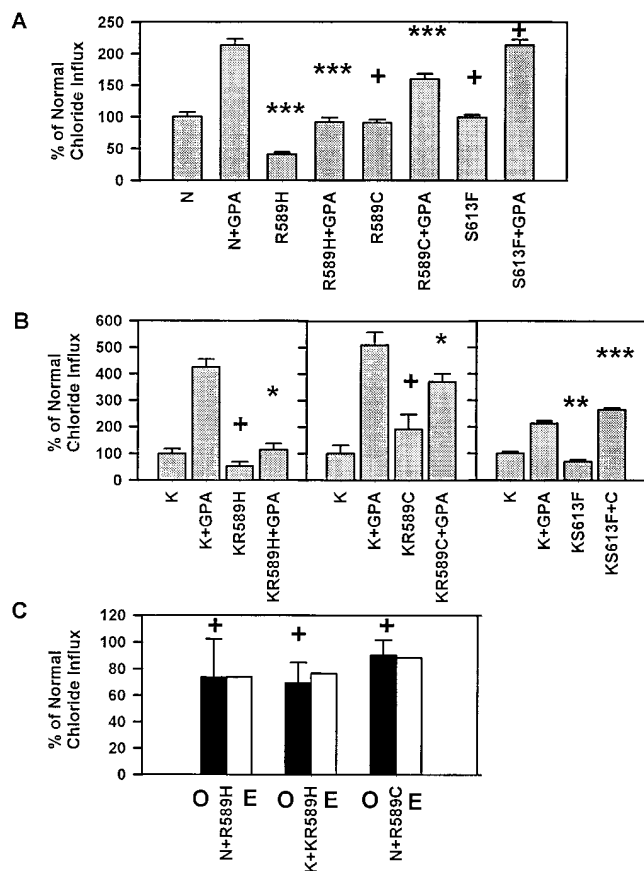 A
% of Normal
Chloride Influx
250
200
150
100
50
0
***
***
+
***
+
+
N
N+GPA
R589H
R589H+GPA
R589C
R589C+GPA
S613F
S613F+GPA
B
% of Normal
Chloride Influx
600
500
400
300
200
100
0
+
*
+
*
**
***
K
K+GPA
KR589H
KR589H+GPA
K
K+GPA
KR589C
KR589C+GPA
K
K+GPA
KS613F
KS613F+C
C
% of Normal
Chloride Influx
120
100
80
60
40
20
0
+
+
+
O
N+R589H
E
O
K+KR589H
E
O
N+R589C
E